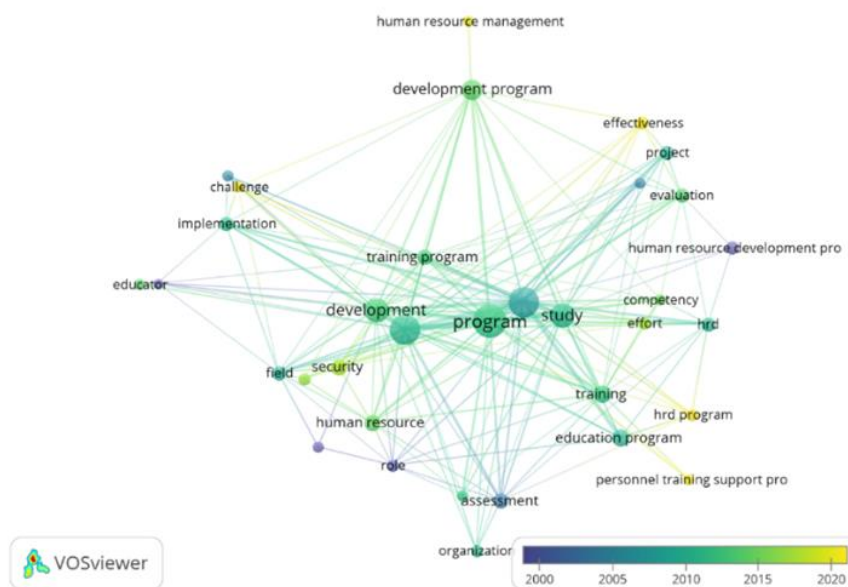 human resource management
development program
effectiveness
project
challenge
evaluation
implementation
human resource development pro
training program
educator
competency
development
program
study
effort
hrd
security
field
training
hrd program
human resource
education program
role
personnel training support pro
assessment
organization
VOSviewer
2000 2005 2010 2015 2020